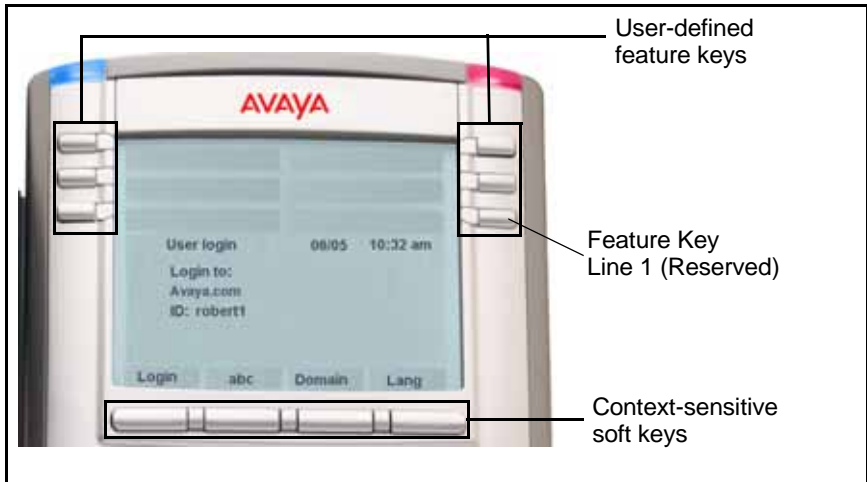 User-defined
feature keys
AVAYA
User login 06/05 10:32 am
Login to:
Avaya.com
ID: robert1
Feature Key
Line 1 (Reserved)
Login abc Domain Lang
Context-sensitive
soft keys